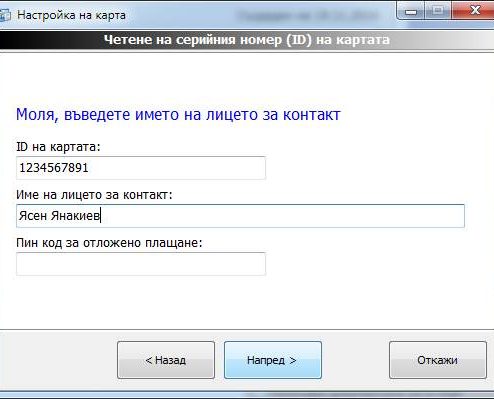 Настройка на карта
Четене на серийния номер (ID) на картата
Моля, въведете името на лицето за контакт
ID на картата:
1234567891
Име на лицето за контакт:
Ясен Янакиев
Пин код за отложено плащане:
< Назад
Напред >
Откажи